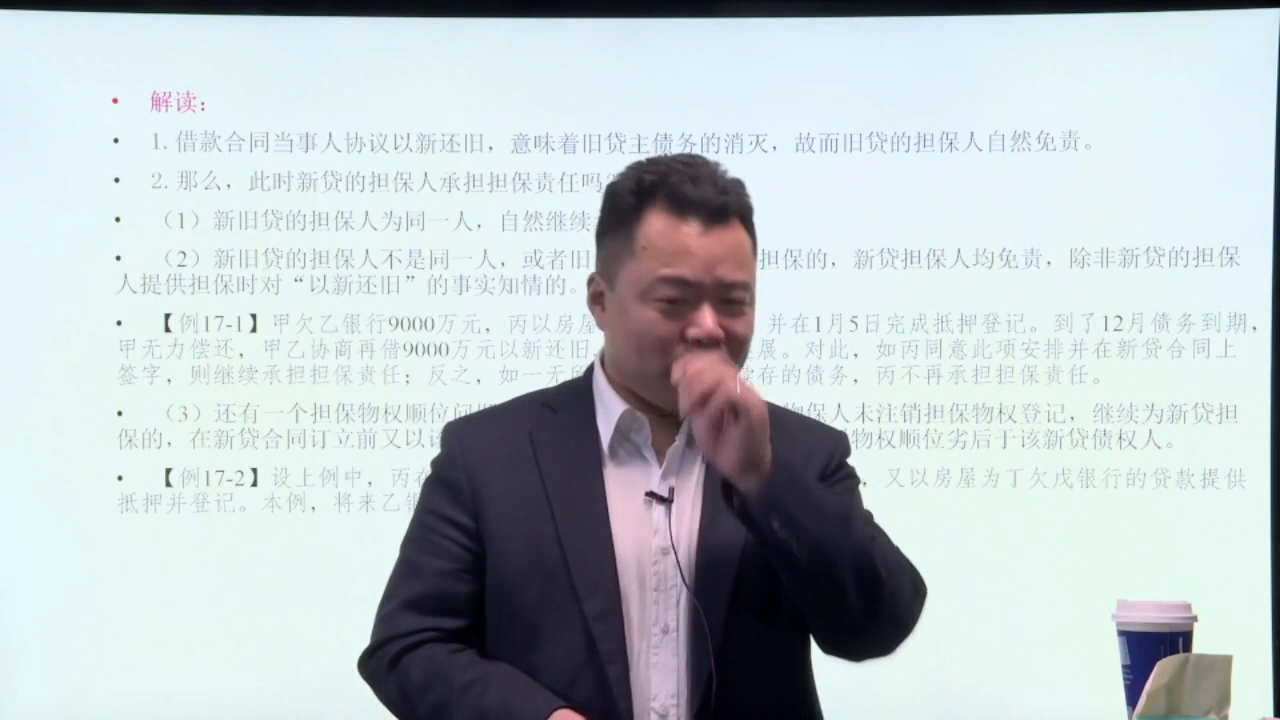 解读：
1. 借款合同当事人协议以新还旧，意味着旧贷主债务的消灭，故而旧贷的担保人自然免责。
2. 那么，此时新贷的担保人承担担保责任吗？
（1）新旧贷的担保人为同一人，自然继续
（2）新旧贷的担保人不是同一人，或者旧 担保的，新贷担保人均免责，除非新贷的担保
人提供担保时对“以新还旧”的事实知情的。
【例17-1】甲欠乙银行9000万元，丙以房屋 并在1月5日完成抵押登记。到了12月债务到期，
甲无力偿还，甲乙协商再借9000万元以新还旧 展。对此，如丙同意此项安排并在新贷合同上
签字，则继续承担担保责任；反之，如一无所 存的债务，丙不再承担担保责任。
（3）还有一个担保物权顺位问 物保人未注销担保物权登记，继续为新贷担
保的，在新贷合同订立前又以该 物权顺位劣后于该新贷债权人。
【例17-2】设上例中，丙在 ，又以房屋为丁欠戊银行的贷款提供
抵押并登记。本例，将来乙银